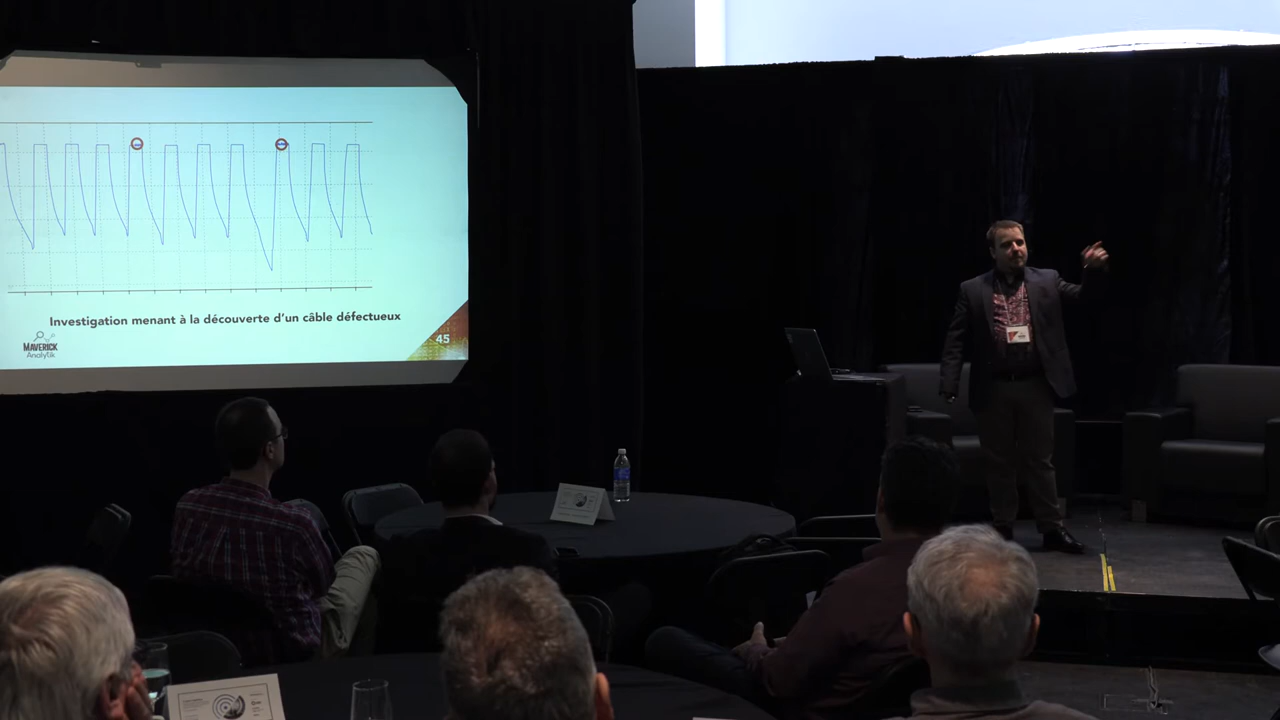 Investigation menant à la découverte d'un câble défectueux
45
MAVERICK
Analytik